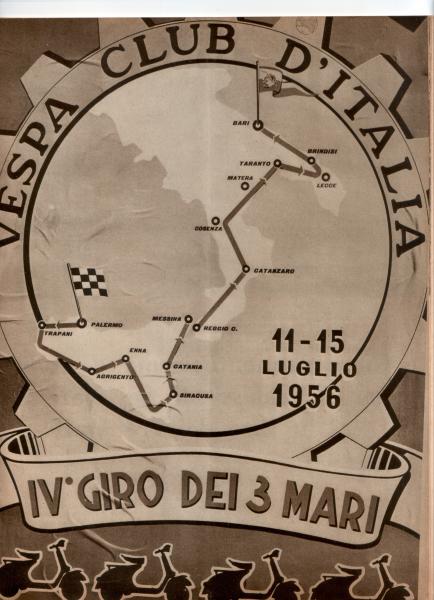 VESPA CLUB D'ITALIA
BARI
BRINDISI
TARANTO
LECCE
MATERA
COSENZA
CATANZARO
MESSINA
REGGIO C.
PALERMO
TRAPANI
ENNA
CATANIA
AGRIGENTO
SIRACUSA
11-15
LUGLIO
1956
IV° GIRO DEI 3 MARI